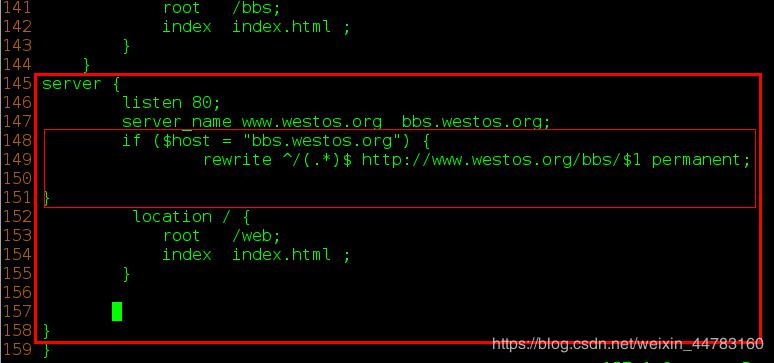 141 root /bbs;
142 index index.html ;
143 }
144 }
145 server {
146 listen 80;
147 server_name www.westos.org bbs.westos.org;
148 if ($host = "bbs.westos.org") {
149 rewrite ^/(.*)$ http://www.westos.org/bbs/$1 permanent;
150
151 }
152 location / {
153 root /web;
154 index index.html ;
155 }
156
157
158 }
159 }
https://blog.csdn.net/weixin_44783160